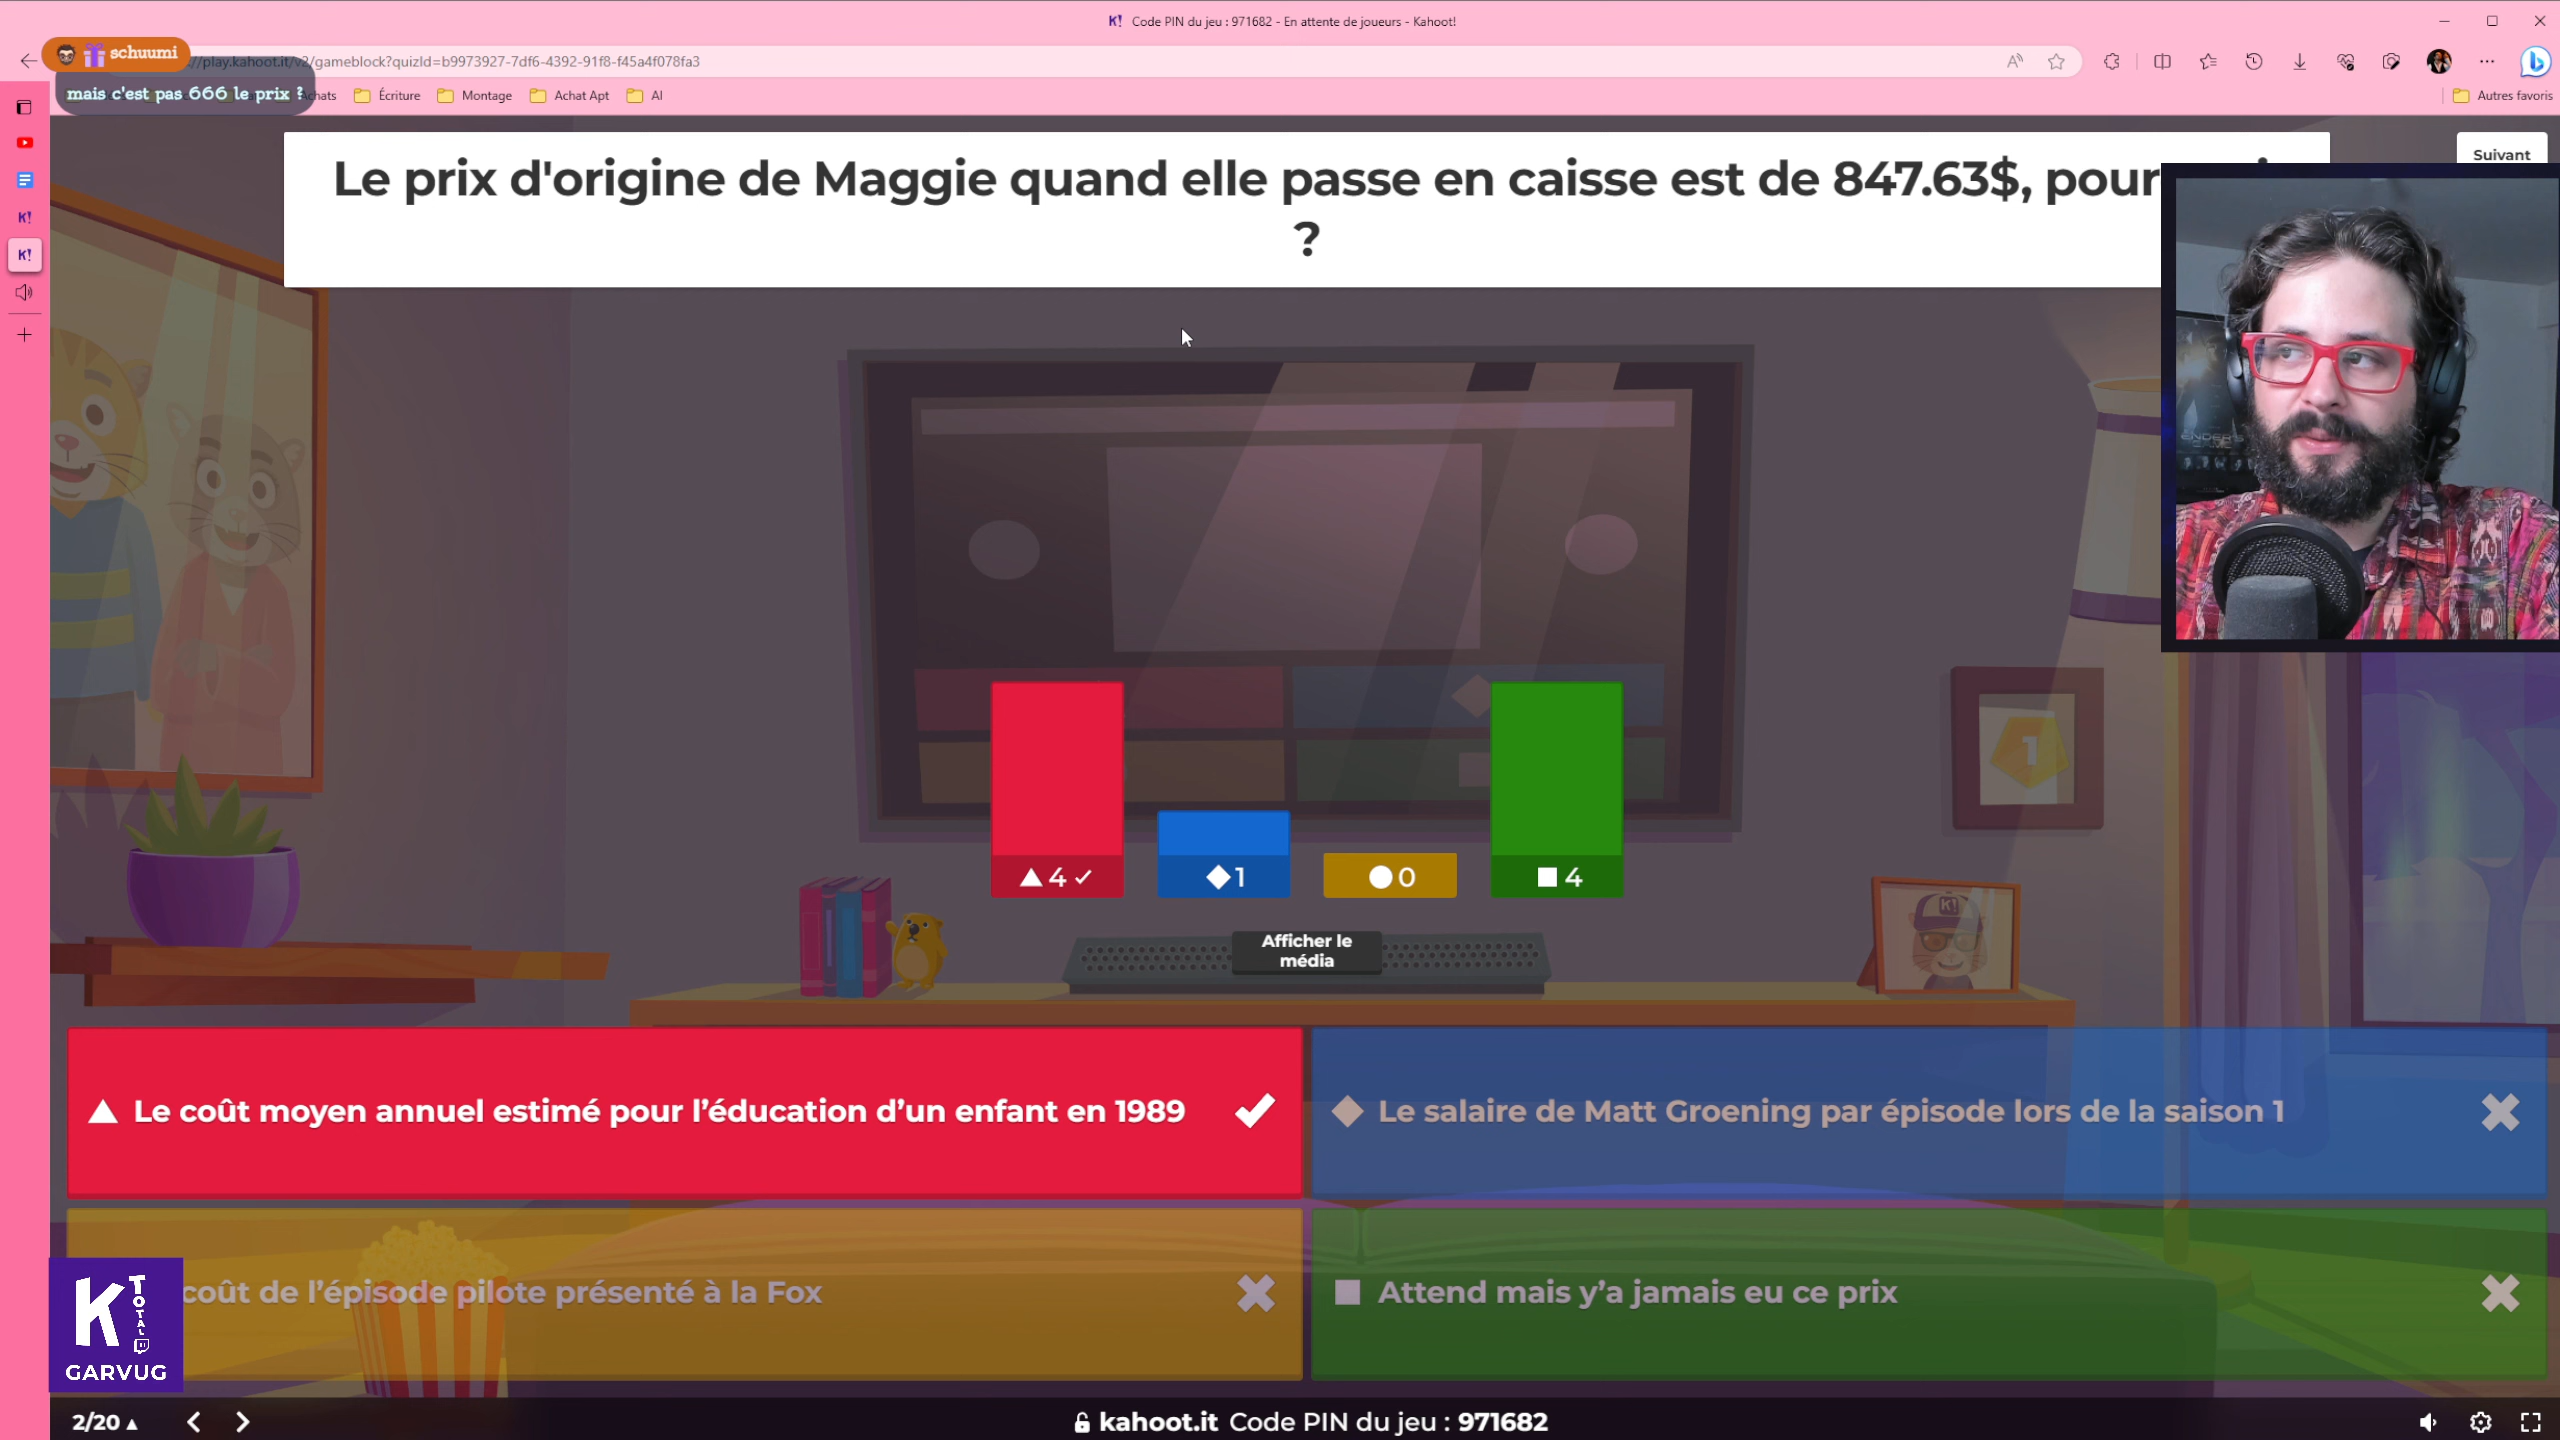 K! Code PIN du jeu : 971682 - En attente de joueurs - Kahoot!
schuumi
//play.kahoot.it/v2/gameblock?quizId=b9973927-7df6-4392-91f8-f45a4f078fa3
mais c'est pas 666 le prix ?
Achats Écriture Montage Achat Apt AI Autres favoris
Suivant
Le prix d'origine de Maggie quand elle passe en caisse est de 847.63$, pour
?
K!
K!
ENDER'S
GAME
1
4
1
0
4
K!
Afficher le
média
Le coût moyen annuel estimé pour l’éducation d’un enfant en 1989
Le salaire de Matt Groening par épisode lors de la saison 1
coût de l’épisode pilote présenté à la Fox
Attend mais y’a jamais eu ce prix
K TOTAL
GARVUG
2/20
kahoot.it Code PIN du jeu : 971682